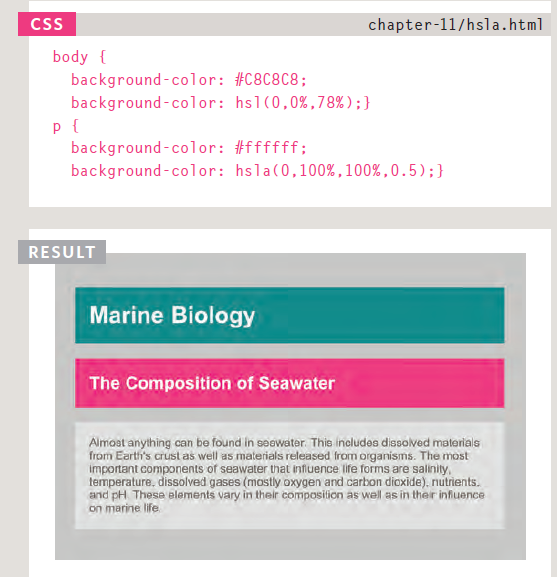 CSS
chapter-11/hsla.html
body {
background-color: #C8C8C8;
background-color: hsl(0,0%,78%);}
p {
background-color: #ffffff;
background-color: hsla(0,100%,100%,0.5);}
RESULT
Marine Biology
The Composition of Seawater
Almost anything can be found in seawater. This includes dissolved materials
from Earth's crust as well as materials released from organisms. The most
important components of seawater that influence life forms are salinity,
temperature, dissolved gases (mostly oxygen and carbon dioxide), nutrients,
and pH. These elements vary in their composition as well as in their influence
on marine life.